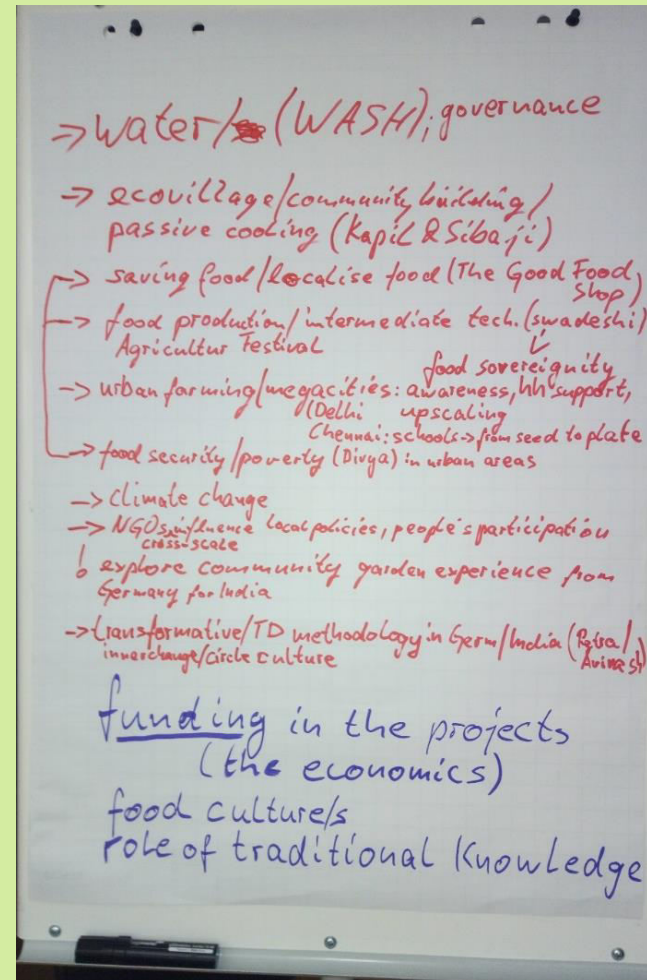 → water/ (WASH); governance
→ ecovillage/community building/
passive cooling (Kapil & Sibaji)
→ saving food/localise food (The Good Food
Shop)
→ food production/intermediate tech. (swadeshi)
Agricultur Festival
food sovereignity
→ urban farming/megacities: awareness, hh support,
(Delhi upscaling
Chennai: schools → from seed to plate
→ food security/poverty (Divya) in urban areas
→ climate change
→ NGOs influence local policies, people's participation
cross-scale
! explore community garden experience from
Germany for India
→ transformative/TD methodology in Germ/India (Petra/
innerchange/circle culture Avinash)
funding in the projects
(the economics)
food culture/s
role of traditional Knowledge